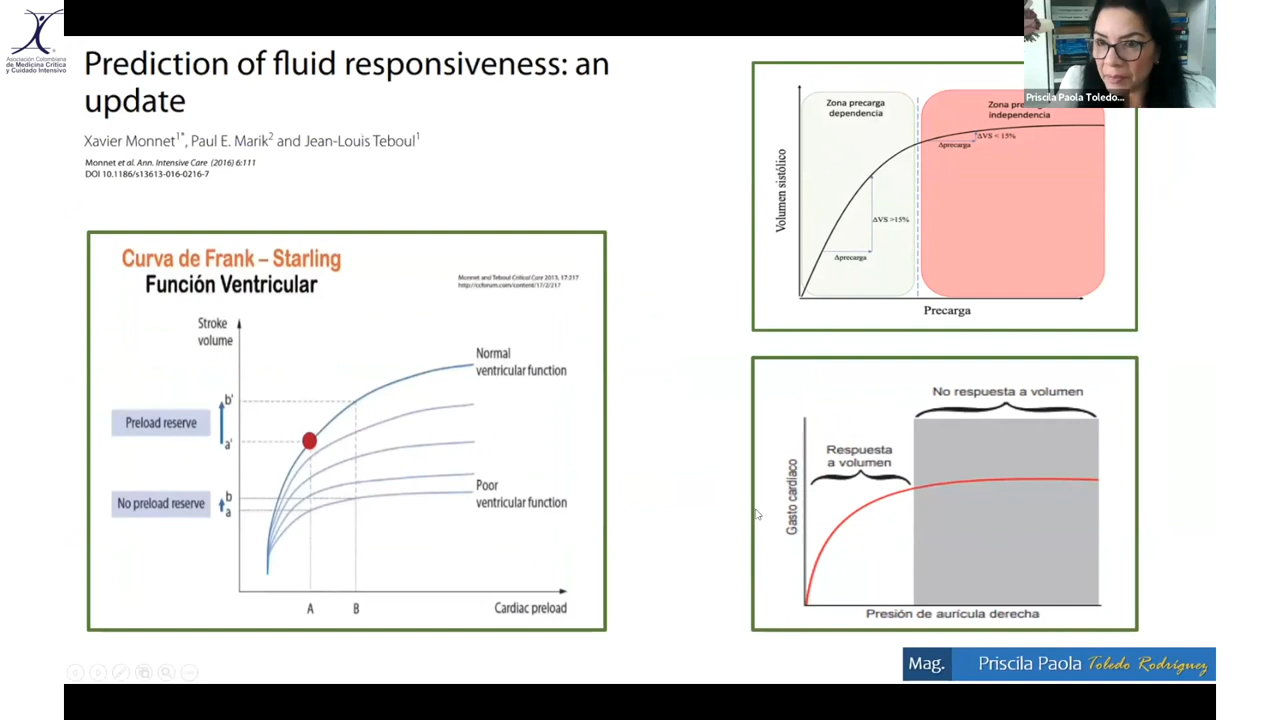 Asociación Colombiana
de Medicina Crítica
y Cuidado Intensivo
Prediction of fluid responsiveness: an
update
Xavier Monnet1*, Paul E. Marik2 and Jean-Louis Teboul1
Monnet et al. Ann. Intensive Care (2016) 6:111
DOI 10.1186/s13613-016-0216-7
Curva de Frank – Starling
Función Ventricular
Monnet and Teboul Critical Care 2013, 17:217
http://ccforum.com/content/17/2/217
Stroke
volume
Normal
ventricular function
b'
Preload reserve
a'
Poor
ventricular function
b
No preload reserve
a
A
B
Cardiac preload
Priscila Paola Toledo...
Zona precarga
dependencia
Zona
independencia
Volumen sistólico
ΔVS < 15%
Δprecarga
ΔVS >15%
Δprecarga
Precarga
No respuesta a volumen
Respuesta
a volumen
Gasto cardíaco
Presión de aurícula derecha
Mag. Priscila Paola Toledo Rodríguez